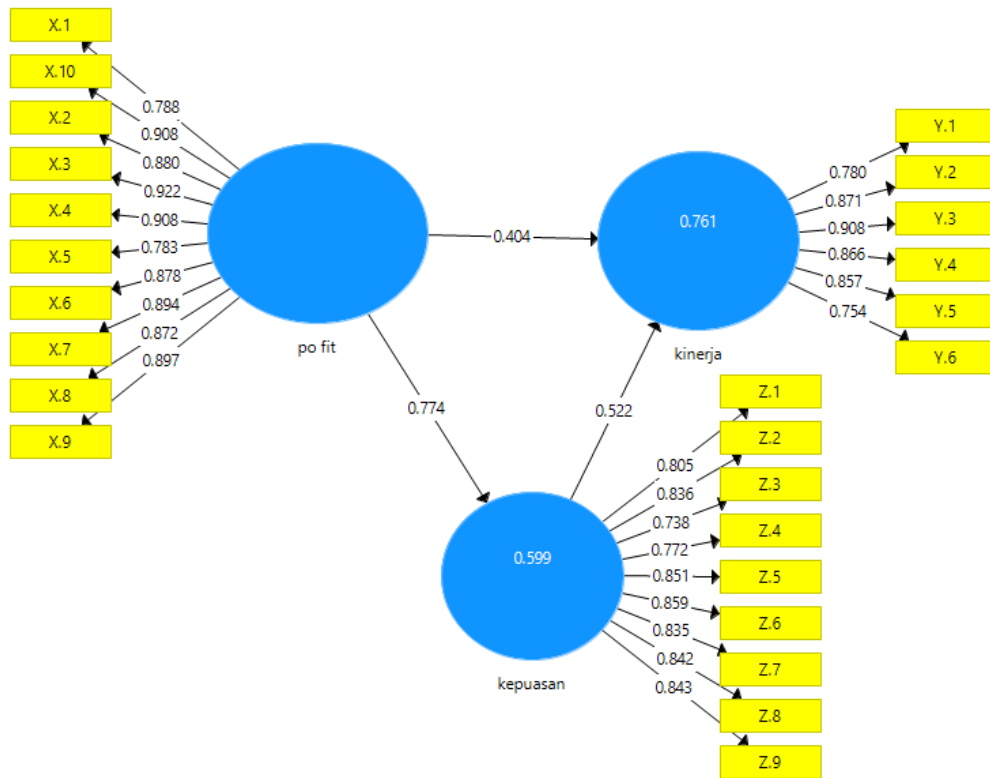 X.1
X.10
X.2
X.3
X.4
X.5
X.6
X.7
X.8
X.9
0.788
0.908
0.880
0.922
0.908
0.783
0.878
0.894
0.872
0.897
po fit
0.404
0.774
0.761
kinerja
0.522
0.599
kepuasan
0.780
0.871
0.908
0.866
0.857
0.754
Y.1
Y.2
Y.3
Y.4
Y.5
Y.6
0.805
0.836
0.738
0.772
0.851
0.859
0.835
0.842
0.843
Z.1
Z.2
Z.3
Z.4
Z.5
Z.6
Z.7
Z.8
Z.9